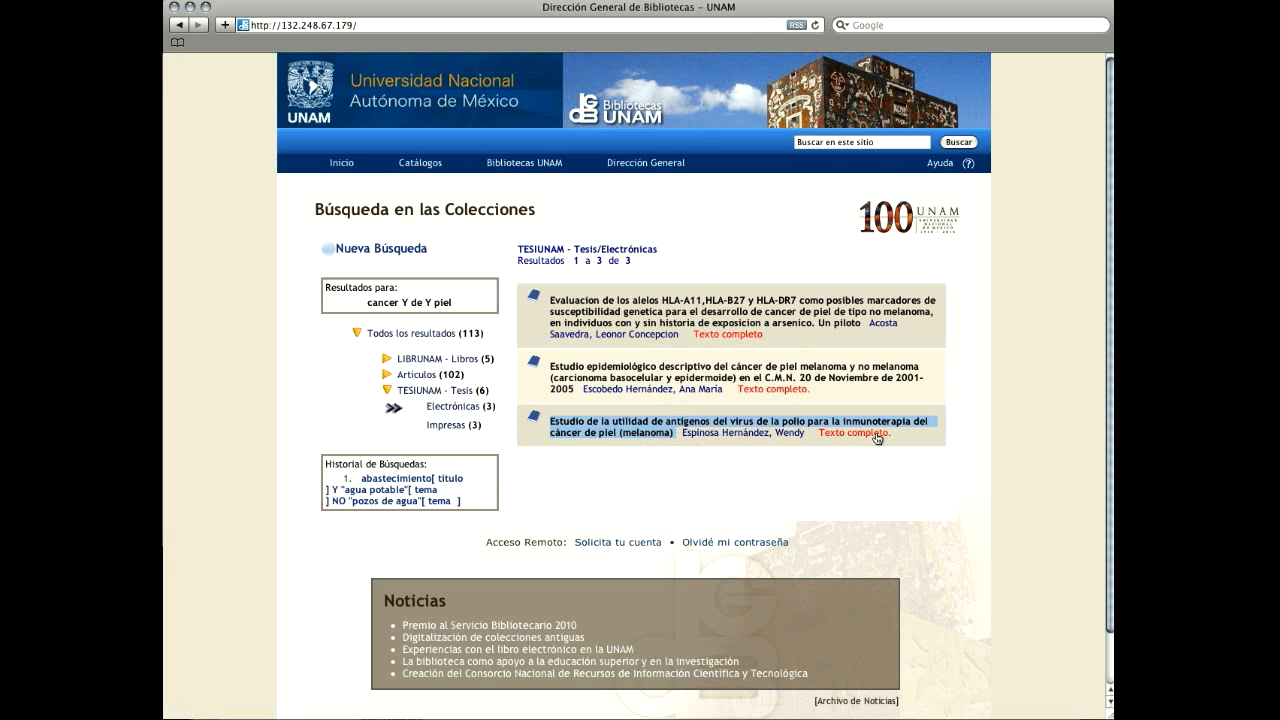 Dirección General de Bibliotecas – UNAM
http://132.248.67.179/
RSS
Google
Universidad Nacional
Autónoma de México
UNAM
Bibliotecas
UNAM
Buscar en este sitio
Buscar
Inicio
Catálogos
Bibliotecas UNAM
Dirección General
Ayuda
?
Búsqueda en las Colecciones
100 UNAM
Nueva Búsqueda
Resultados para:
cancer Y de Y piel
Todos los resultados (113)
LIBRUNAM - Libros (5)
Artículos (102)
TESIUNAM - Tesis (6)
Electrónicas (3)
Impresas (3)
Historial de Búsquedas:
1. abastecimiento[ título
] Y "agua potable"[ tema
] NO "pozos de agua"[ tema ]
TESIUNAM - Tesis/Electrónicas
Resultados 1 a 3 de 3
Evaluacion de los alelos HLA-A11,HLA-B27 y HLA-DR7 como posibles marcadores de
susceptibilidad genetica para el desarrollo de cancer de piel de tipo no melanoma,
en individuos con y sin historia de exposicion a arsenico. Un piloto Acosta
Saavedra, Leonor Concepcion Texto completo
Estudio epidemiológico descriptivo del cáncer de piel melanoma y no melanoma
(carcionoma basocelular y epidermoide) en el C.M.N. 20 de Noviembre de 2001-
2005 Escobedo Hernández, Ana María Texto completo.
Estudio de la utilidad de antígenos del virus de la polio para la inmunoterapia del
cáncer de piel (melanoma) Espinosa Hernández, Wendy Texto completo.
Acceso Remoto: Solicita tu cuenta • Olvidé mi contraseña
Noticias
• Premio al Servicio Bibliotecario 2010
• Digitalización de colecciones antiguas
• Experiencias con el libro electrónico en la UNAM
• La biblioteca como apoyo a la educación superior y en la investigación
• Creación del Consorcio Nacional de Recursos de Información Científica y Tecnológica
[Archivo de Noticias]